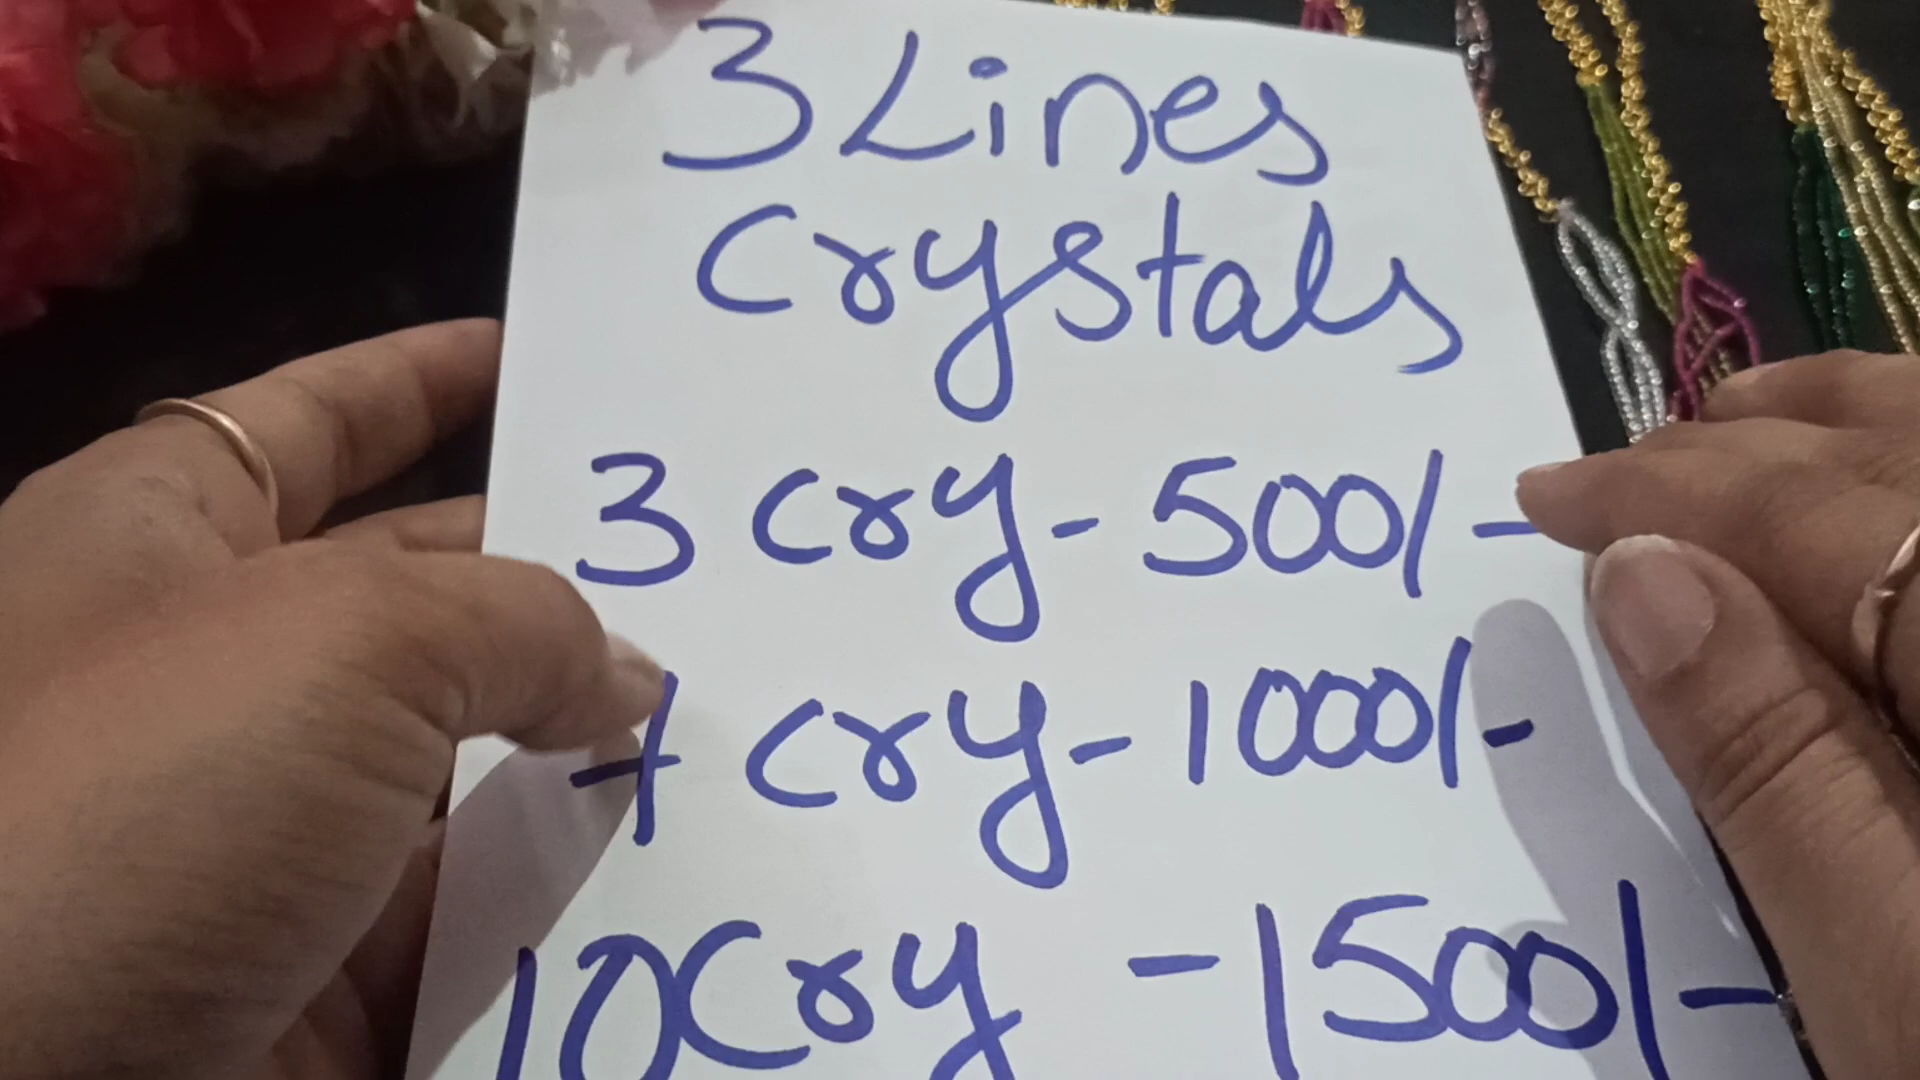 3 Lines
Crystals
3 Cry - 500/-
7 Cry - 1000/-
10 Cry - 1500/-